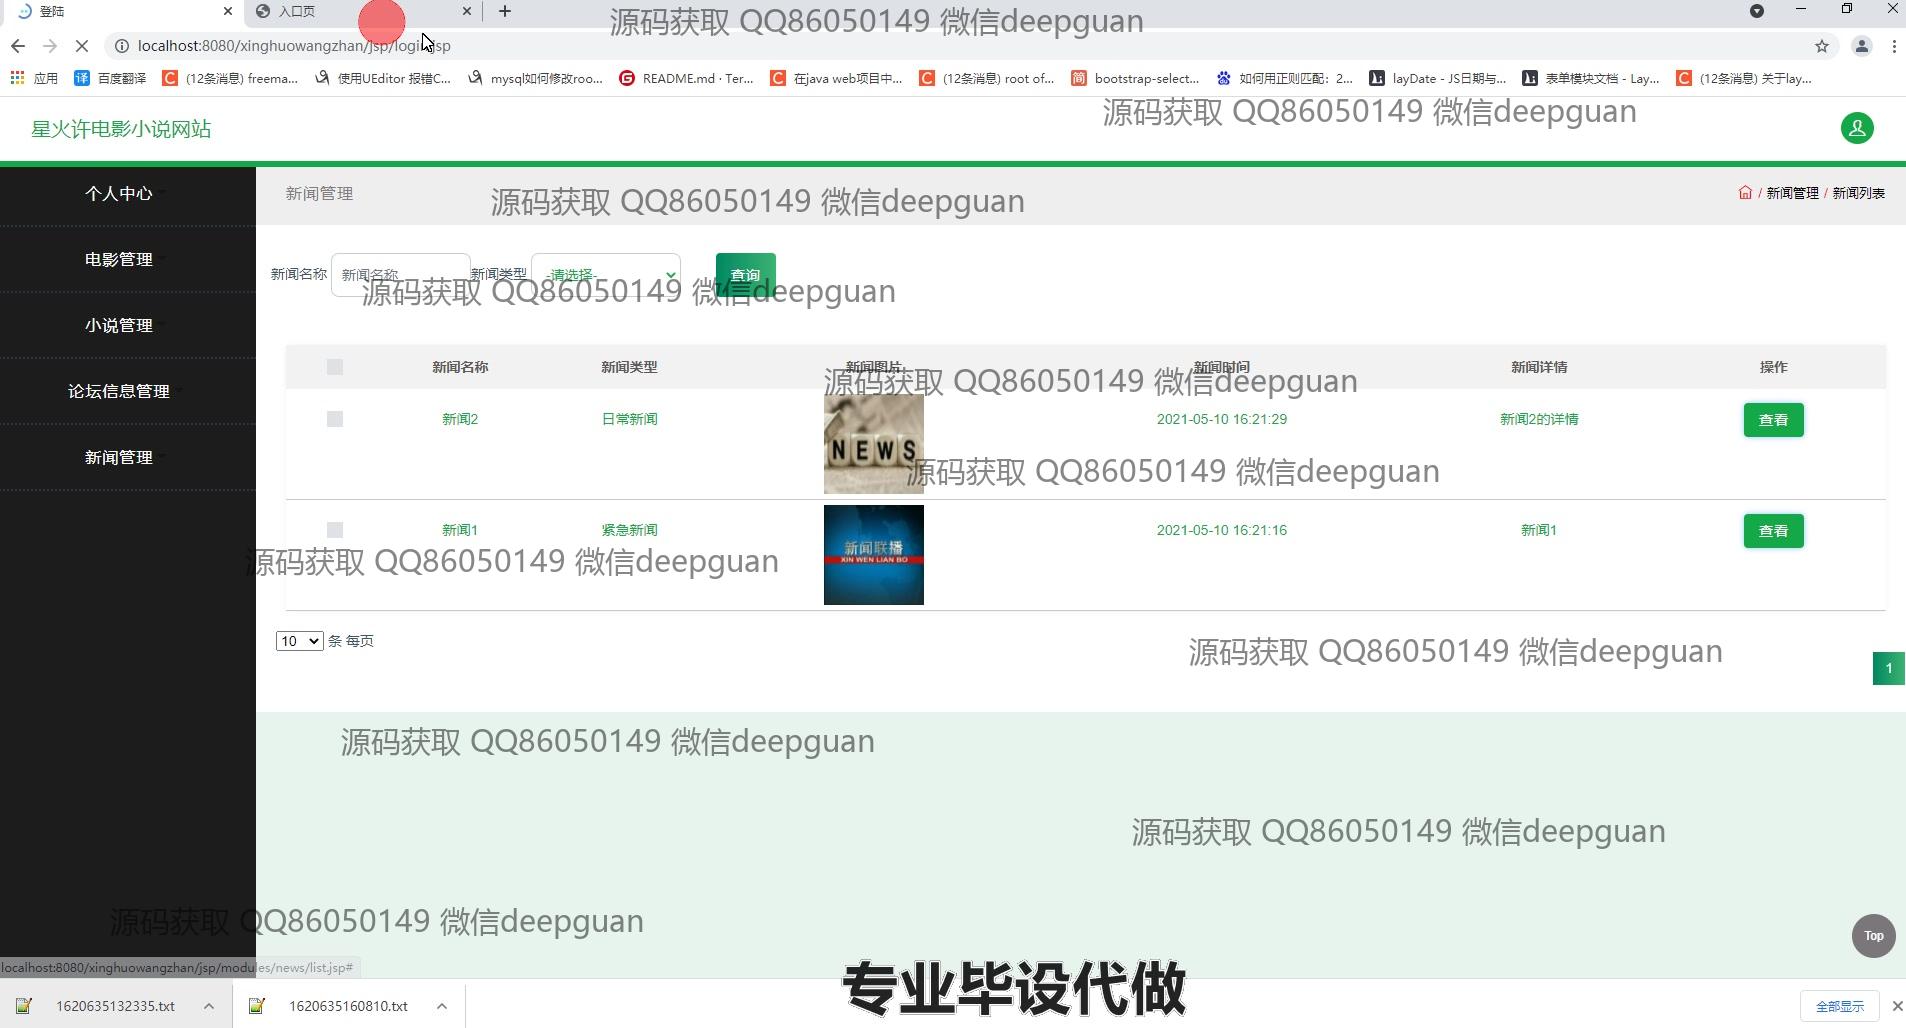 登陆
入口页
源码获取 QQ86050149 微信deepguan
localhost:8080/xinghuowangzhan/jsp/login.jsp
应用
百度翻译
(12条消息) freema...
使用UEditor 报错C...
mysql如何修改roo...
README.md · Ter...
在java web项目中...
(12条消息) root of...
bootstrap-select...
如何用正则匹配：2...
layDate - JS日期与...
表单模块文档 - Lay...
(12条消息) 关于lay...
源码获取 QQ86050149 微信deepguan
星火许电影小说网站
个人中心
电影管理
小说管理
论坛信息管理
新闻管理
新闻管理
源码获取 QQ86050149 微信deepguan
/ 新闻管理 / 新闻列表
新闻名称 新闻名称 新闻类型 -请选择- 查询
源码获取 QQ86050149 微信deepguan
新闻名称 新闻类型 新闻图片 新闻时间 新闻详情 操作
源码获取 QQ86050149 微信deepguan
新闻2 日常新闻 2021-05-10 16:21:29 新闻2的详情 查看
NEWS
源码获取 QQ86050149 微信deepguan
新闻1 紧急新闻 2021-05-10 16:21:16 新闻1 查看
新闻联播
XIN WEN LIAN BO
源码获取 QQ86050149 微信deepguan
10 条 每页
源码获取 QQ86050149 微信deepguan
1
源码获取 QQ86050149 微信deepguan
源码获取 QQ86050149 微信deepguan
源码获取 QQ86050149 微信deepguan
Top
localhost:8080/xinghuowangzhan/jsp/modules/news/list.jsp#
专业毕设代做
1620635132335.txt
1620635160810.txt
全部显示